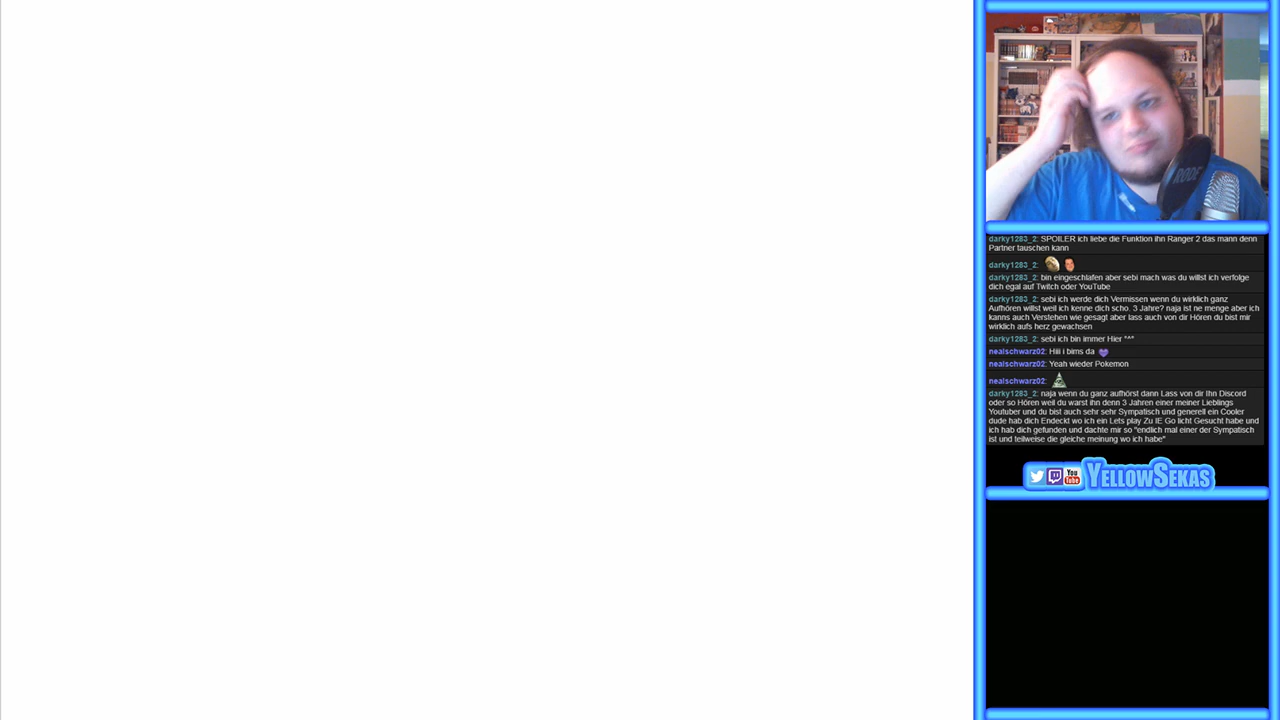 RODE
darky1283_2: SPOILER ich liebe die Funktion ihn Ranger 2 das mann denn
Partner tauschen kann
darky1283_2:
darky1283_2: bin eingeschlafen aber sebi mach was du willst ich verfolge
dich egal auf Twitch oder YouTube
darky1283_2: sebi ich werde dich Vermissen wenn du wirklich ganz
Aufhören willst weil ich kenne dich scho. 3 Jahre? naja ist ne menge aber ich
kanns auch Verstehen wie gesagt aber lass auch von dir Hören du bist mir
wirklich aufs herz gewachsen
darky1283_2: sebi ich bin immer Hier *^*
nealschwarz02: Hiii i bims da
nealschwarz02: Yeah wieder Pokemon
nealschwarz02:
darky1283_2: naja wenn du ganz aufhörst dann Lass von dir Ihn Discord
oder so Hören weil du warst ihn denn 3 Jahren einer meiner Lieblings
Youtuber und du bist auch sehr sehr Sympatisch und generell ein Cooler
dude hab dich Endeckt wo ich ein Lets play Zu IE Go licht Gesucht habe und
ich hab dich gefunden und dachte mir so "endlich mal einer der Sympatisch
ist und teilweise die gleiche meinung wo ich habe"
You Tube YELLOWSEKAS